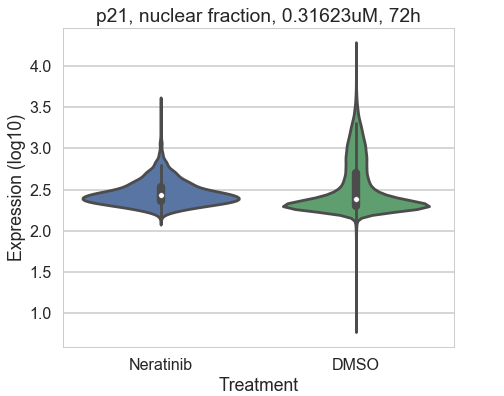 p21, nuclear fraction, 0.31623uM, 72h
Expression (log10)
4.0
3.5
3.0
2.5
2.0
1.5
1.0
Neratinib DMSO
Treatment